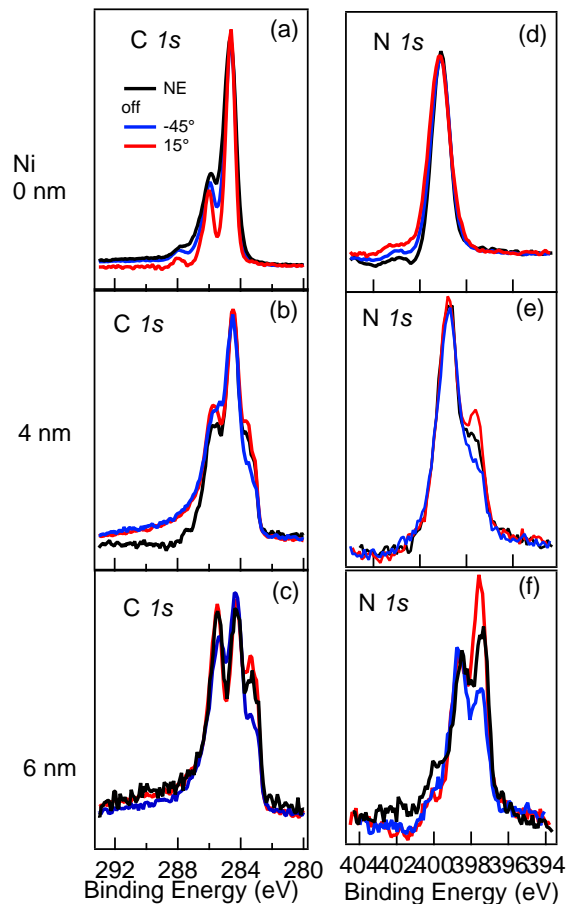 (a)
C 1s
NE
off
-45°
15°
(d)
N 1s
Ni
0 nm
(b)
C 1s
(e)
N 1s
4 nm
(c)
C 1s
(f)
N 1s
6 nm
292 288 284 280
Binding Energy (eV)
404 402 400 398 396 394
Binding Energy (eV)